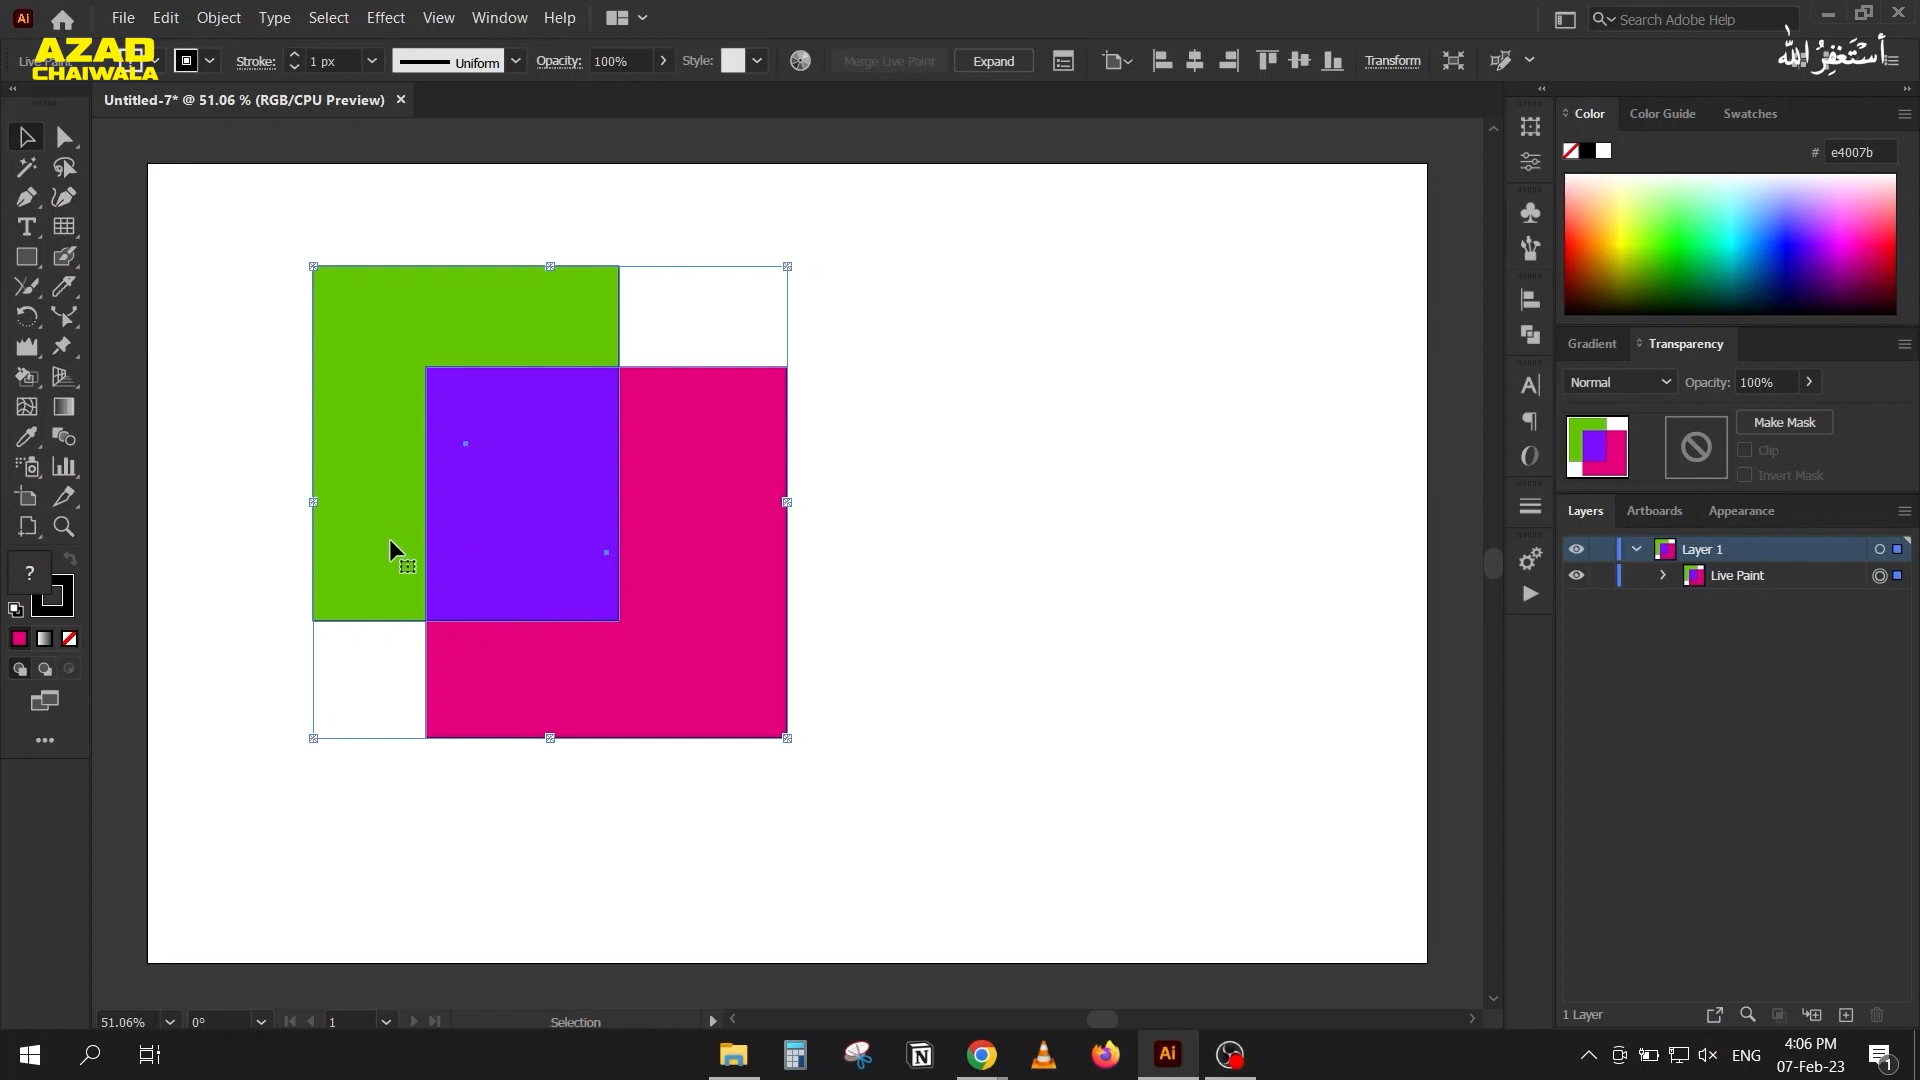 Ai File Edit Object Type Select Effect View Window Help Search Adobe Help
AZAD
CHAIWALA
Stroke: 1 px Uniform Opacity: 100% Style: Merge Live Paint Expand Transform
أستغفر الله
Untitled-7* @ 51.06 % (RGB/CPU Preview) ×
Color Color Guide Swatches
# e4007b
Gradient Transparency
Normal Opacity: 100%
Make Mask
Clip
Invert Mask
Layers Artboards Appearance
Layer 1
Live Paint
?
1 Layer
51.06% 0° 1 Selection
Ai ENG 4:06 PM
07-Feb-23 1